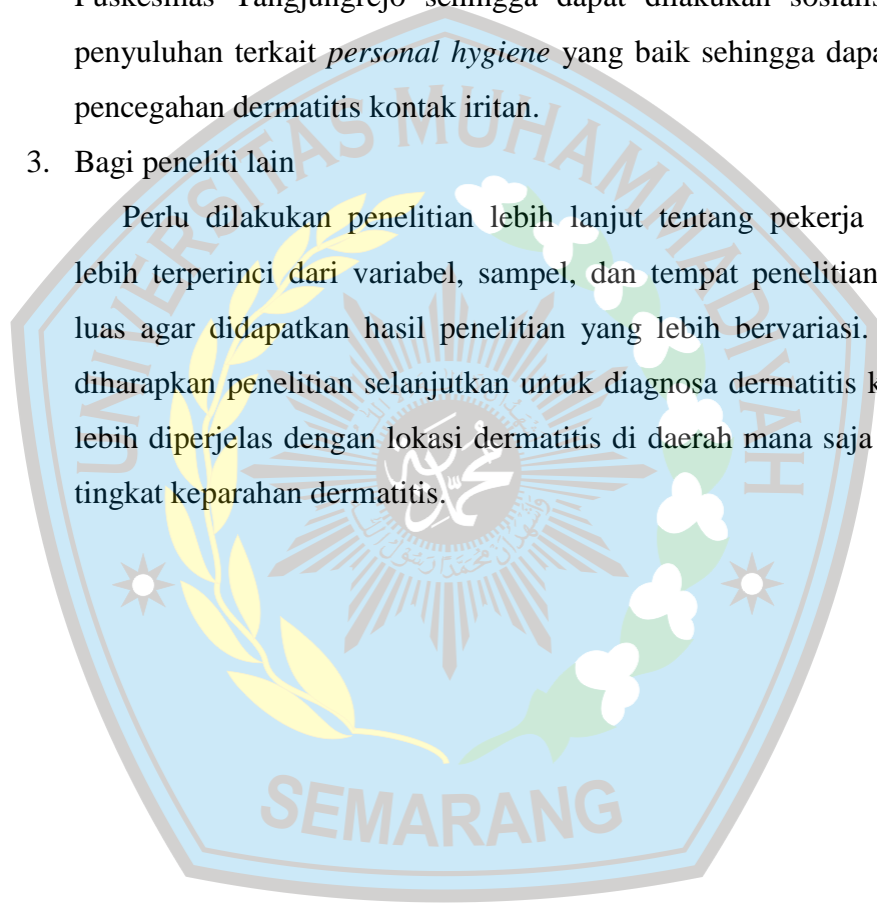 Puskesmas Tangjungrejo sehingga dapat dilakukan sosialis
penyuluhan terkait personal hygiene yang baik sehingga dapa
pencegahan dermatitis kontak iritan.
3. Bagi peneliti lain
Perlu dilakukan penelitian lebih lanjut tentang pekerja
lebih terperinci dari variabel, sampel, dan tempat penelitian
luas agar didapatkan hasil penelitian yang lebih bervariasi.
diharapkan penelitian selanjutkan untuk diagnosa dermatitis k
lebih diperjelas dengan lokasi dermatitis di daerah mana saja
tingkat keparahan dermatitis.
UNIVERSITAS MUHAMMADIYAH
SEMARANG
محمد